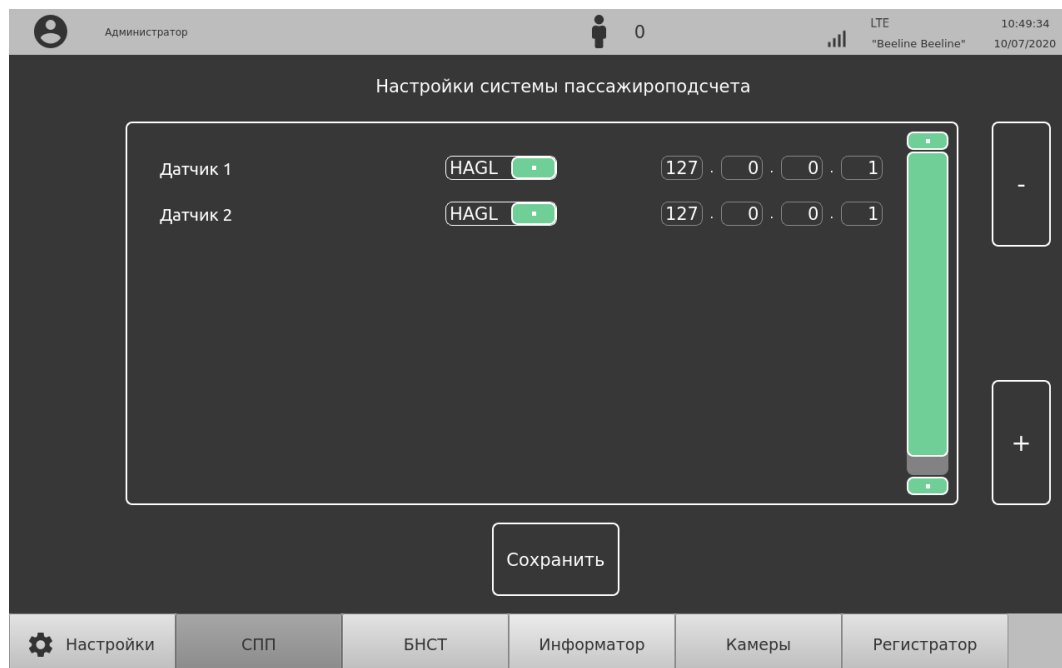 Администратор
0
LTE
"Beeline Beeline"
10:49:34
10/07/2020
Настройки системы пассажироподсчета
Датчик 1 HAGL 127 . 0 . 0 . 1
Датчик 2 HAGL 127 . 0 . 0 . 1
-
+
Сохранить
Настройки СПП БНСТ Информатор Камеры Регистратор